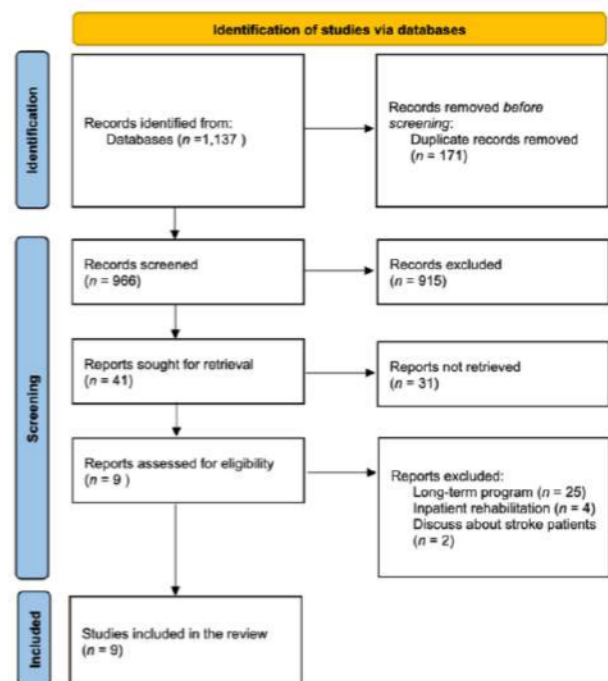 Identification of studies via databases
Identification
Records identified from:
Databases (n =1,137 )
Records removed before
screening:
Duplicate records removed
(n = 171)
Screening
Records screened
(n = 966)
Records excluded
(n = 915)
Reports sought for retrieval
(n = 41)
Reports not retrieved
(n = 31)
Reports assessed for eligibility
(n = 9 )
Reports excluded:
Long-term program (n = 25)
Inpatient rehabilitation (n = 4)
Discuss about stroke patients
(n = 2)
Included
Studies included in the review
(n = 9)